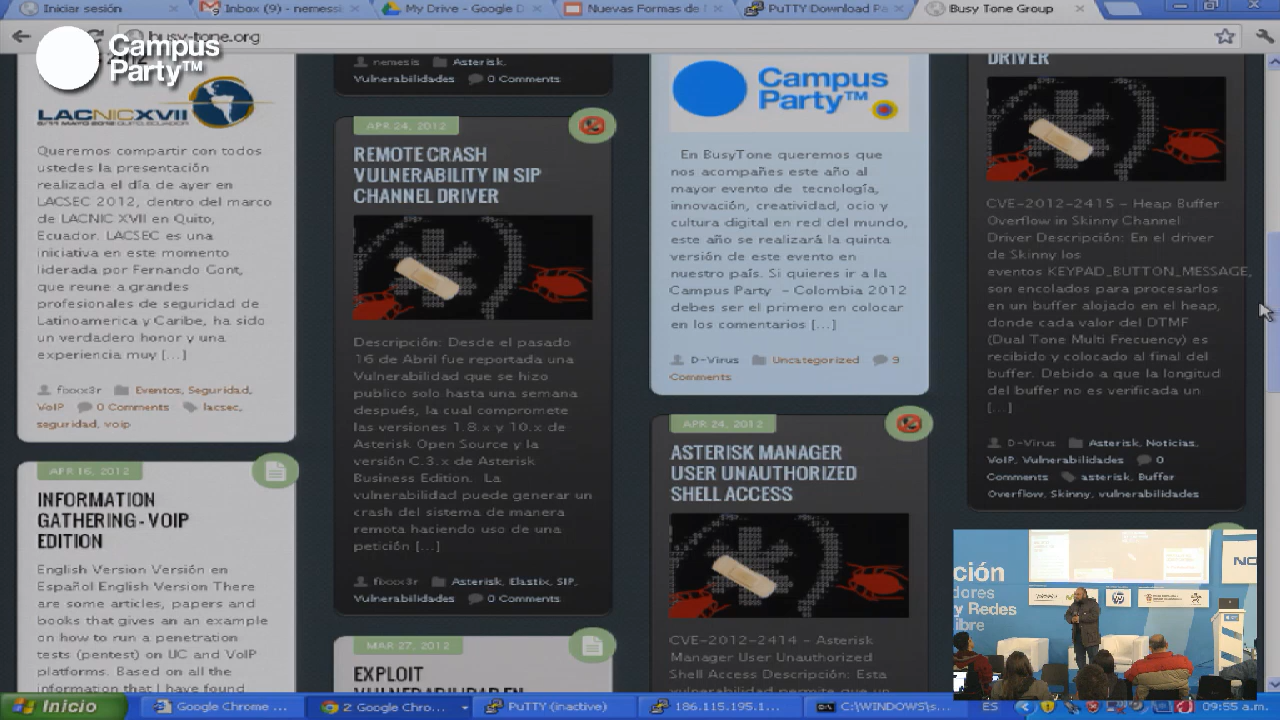 Iniciar sesión
Inbox (9) - nemessi
My Drive - Google D
Nuevas Formas de
PuTTY Download Pa
Busy Tone Group
busy-tone.org
Campus
Party™
LACNICXVII
Queremos compartir con todos
ustedes la presentación
realizada el día de ayer en
LACSEC 2012, dentro del marco
de LACNIC XVII en Quito,
Ecuador. LACSEC es una
iniciativa en este momento
liderada por Fernando Gont,
que reune a grandes
profesionales de seguridad de
Latinoamerica y Caribe, ha sido
un verdadero honor y una
experiencia muy [...]
fixxx3r Eventos, Seguridad,
VoIP 0 Comments lacsec,
seguridad, voip
APR 16, 2012
INFORMATION
GATHERING - VOIP
EDITION
English Version Versión en
Español English Version There
are some articles, papers and
books that gives an an example
on how to run a penetration
tests (pentest) on UC and VoIP
platforms. Based on all the
information that I have found
nemesis Asterisk,
Vulnerabilidades 0 Comments
APR 24, 2012
REMOTE CRASH
VULNERABILITY IN SIP
CHANNEL DRIVER
Descripción: Desde el pasado
16 de Abril fue reportada una
Vulnerabilidad que se hizo
publico solo hasta una semana
después, la cual compromete
las versiones 1.8.x y 10.x de
Asterisk Open Source y la
versión C.3.x de Asterisk
Business Edition. La
vulnerabilidad puede generar un
crash del sistema de manera
remota haciendo uso de una
petición [...]
fixxx3r Asterisk, Elastix, SIP,
Vulnerabilidades 0 Comments
MAR 27, 2012
EXPLOIT
Campus
Party™
En BusyTone queremos que
nos acompañes este año al
mayor evento de tecnología,
innovación, creatividad, ocio y
cultura digital en red del mundo,
este año se realizará la quinta
versión de este evento en
nuestro país. Si quieres ir a la
Campus Party - Colombia 2012
debes ser el primero en colocar
en los comentarios [...]
D-Virus Uncategorized 9
Comments
APR 24, 2012
ASTERISK MANAGER
USER UNAUTHORIZED
SHELL ACCESS
CVE-2012-2414 - Asterisk
Manager User Unauthorized
Shell Access Descripción: Esta
vulnerabilidad permite que un
DRIVER
CVE-2012-2415 - Heap Buffer
Overflow in Skinny Channel
Driver Descripción: En el driver
de Skinny los
eventos KEYPAD_BUTTON_MESSAGE,
son encolados para procesarlos
en un buffer alojado en el heap,
donde cada valor del DTMF
(Dual Tone Multi Frecuency) es
recibido y colocado al final del
buffer. Debido a que la longitud
del buffer no es verificada un
[...]
D-Virus Asterisk, Noticias,
VoIP, Vulnerabilidades 0
Comments asterisk, Buffer
Overflow, Skinny, vulnerabilidades
ción
dores
y Redes
ibre
hp
NO
Inicio
Google Chrome ...
2 Google Chro...
PuTTY (inactive)
186.115.195.1...
C:\WINDOWS\s...
ES
09:55 a.m.